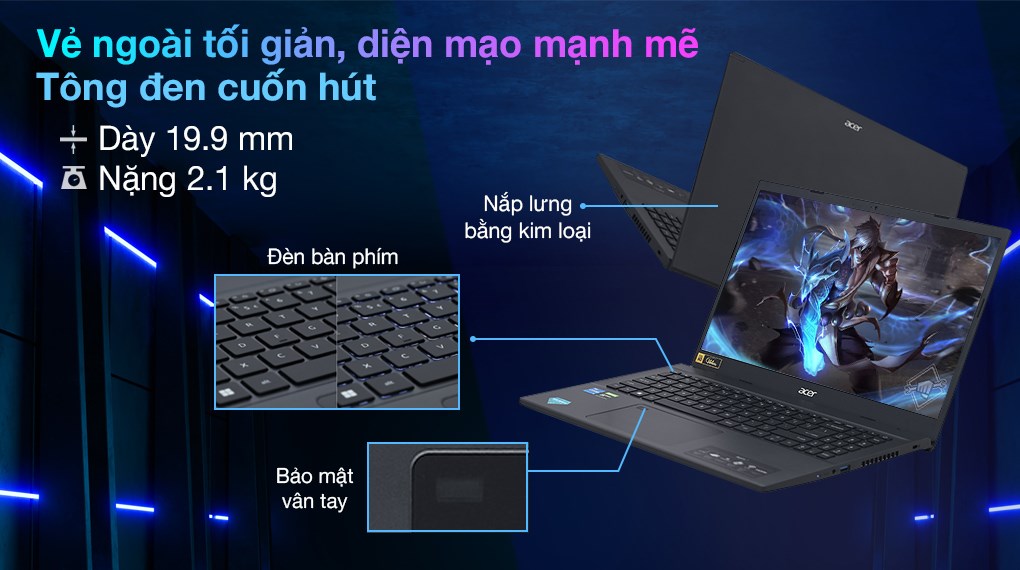 Vẻ ngoài tối giản, diện mạo mạnh mẽ
Tông đen cuốn hút
Dày 19.9 mm
Nặng 2.1 kg
acer
Nắp lưng
bằng kim loại
Đèn bàn phím
acer
Bảo mật
vân tay